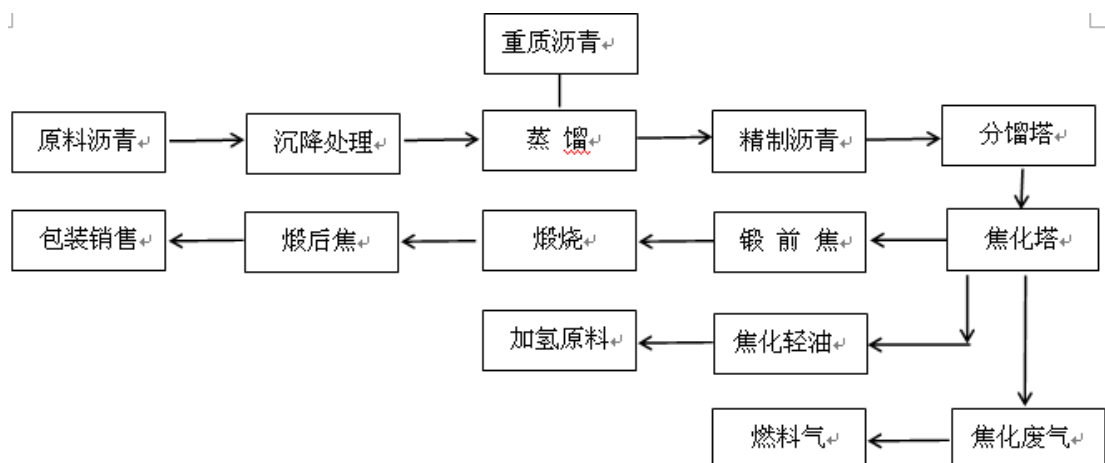 重质沥青
原料沥青
沉降处理
蒸 馏
精制沥青
分馏塔
包装销售
煅后焦
煅烧
锻 前 焦
焦化塔
加氢原料
焦化轻油
燃料气
焦化废气